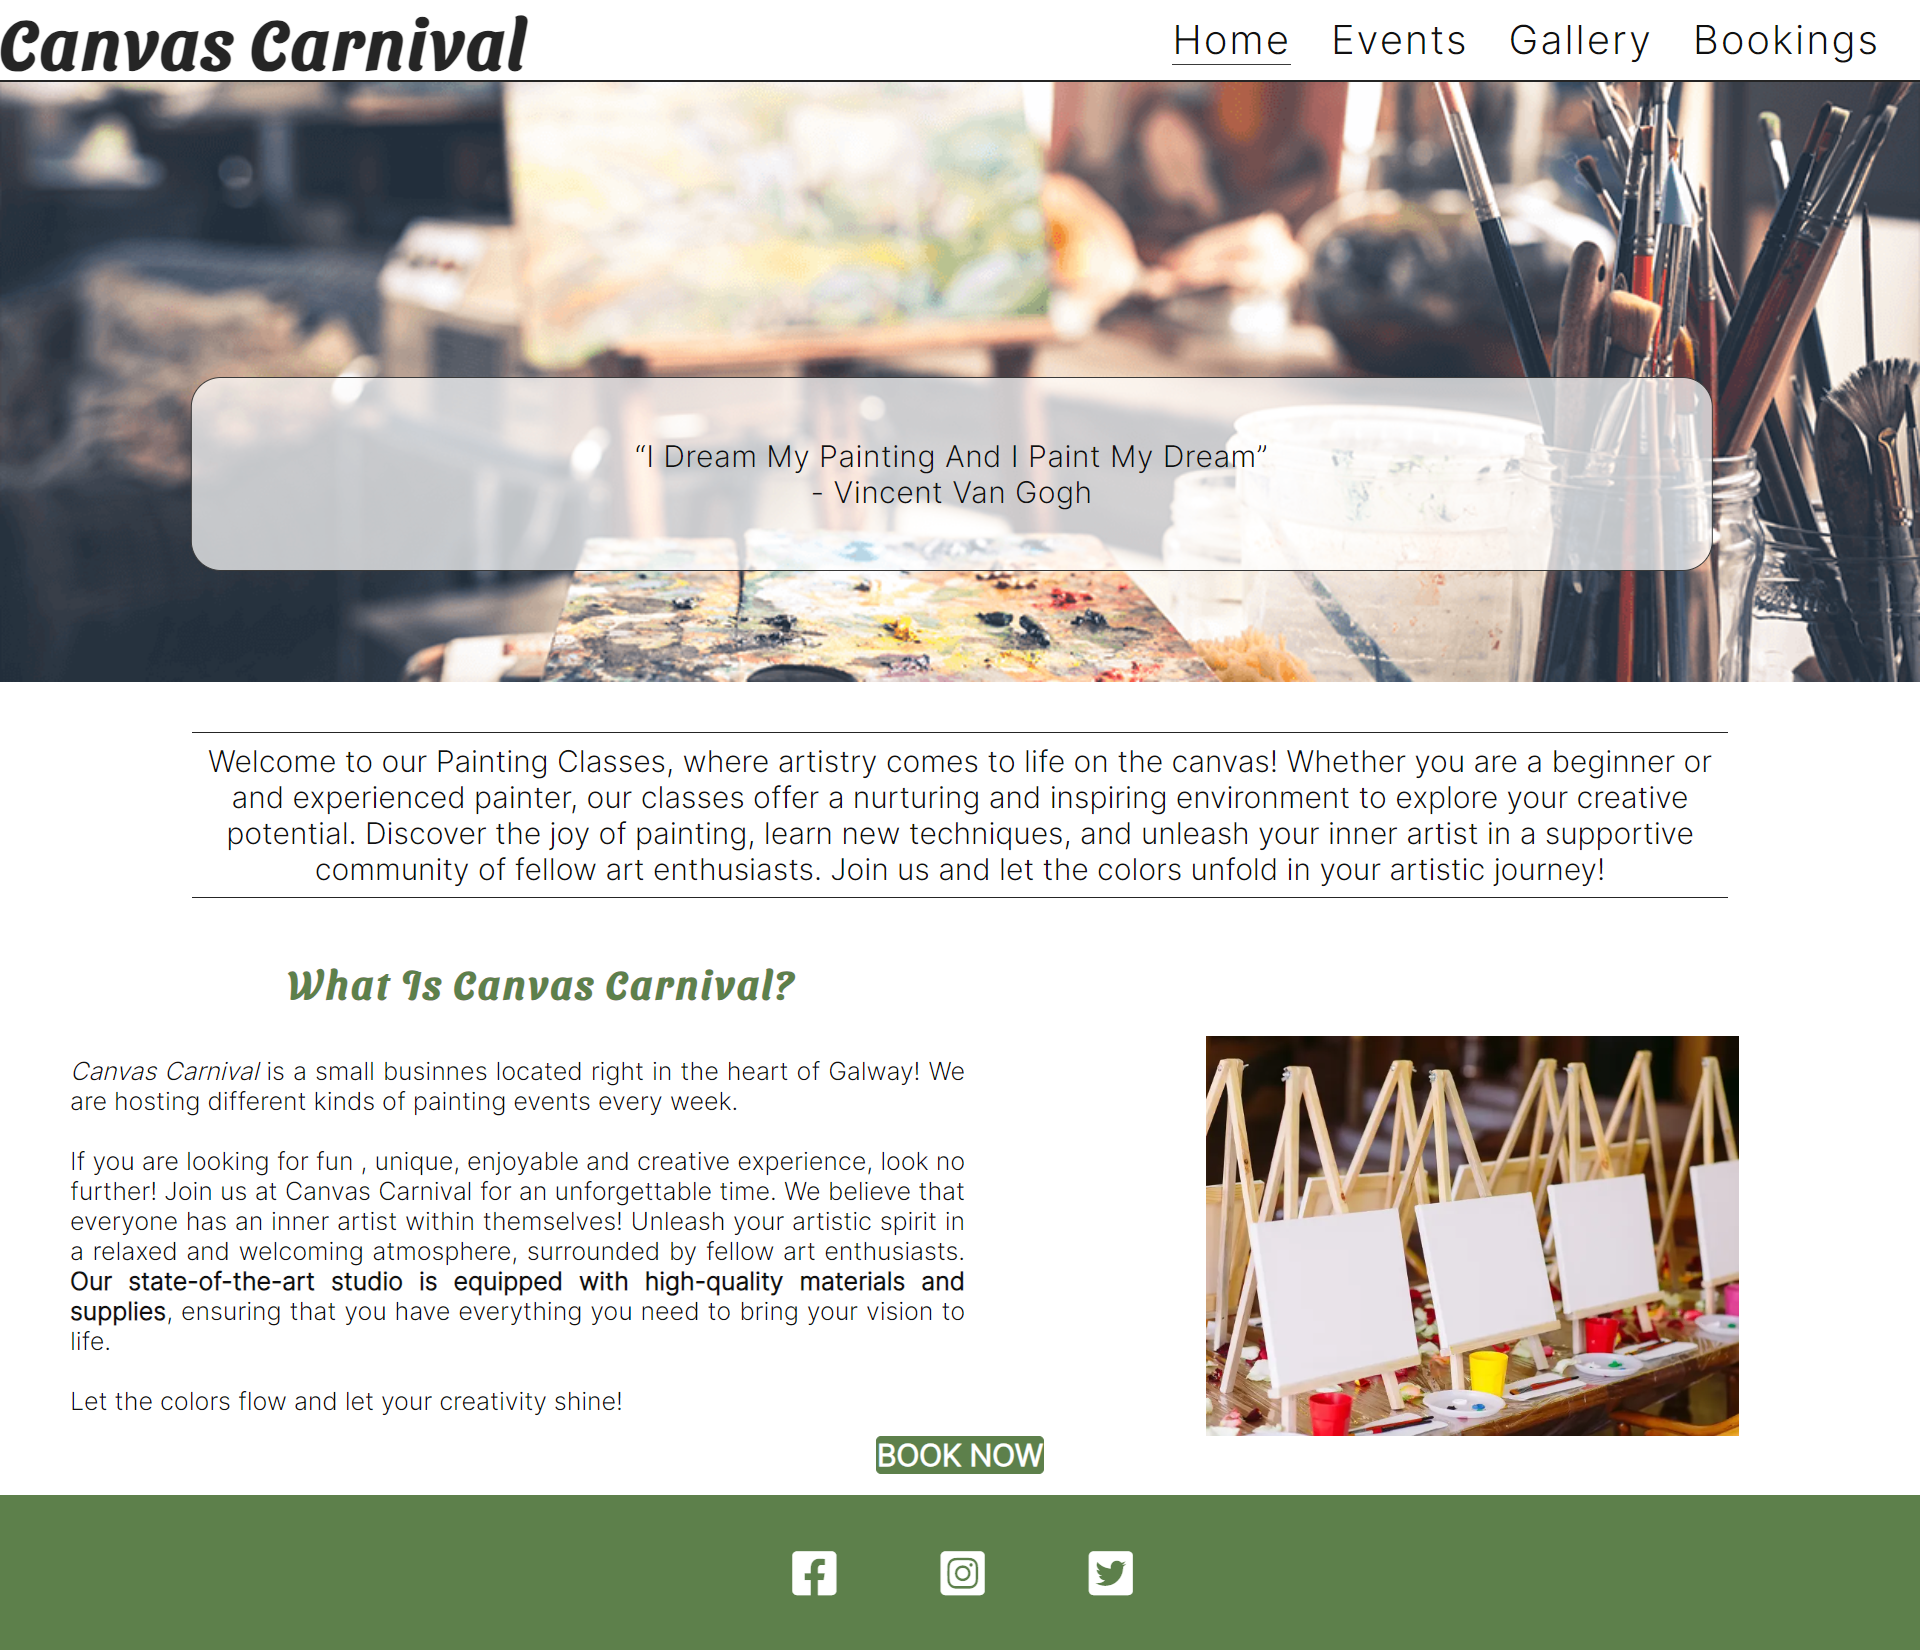 Canvas Carnival
Home Events Gallery Bookings
“I Dream My Painting And I Paint My Dream”
- Vincent Van Gogh
Welcome to our Painting Classes, where artistry comes to life on the canvas! Whether you are a beginner or
and experienced painter, our classes offer a nurturing and inspiring environment to explore your creative
potential. Discover the joy of painting, learn new techniques, and unleash your inner artist in a supportive
community of fellow art enthusiasts. Join us and let the colors unfold in your artistic journey!
What Is Canvas Carnival?
Canvas Carnival is a small businnes located right in the heart of Galway! We
are hosting different kinds of painting events every week.
If you are looking for fun , unique, enjoyable and creative experience, look no
further! Join us at Canvas Carnival for an unforgettable time. We believe that
everyone has an inner artist within themselves! Unleash your artistic spirit in
a relaxed and welcoming atmosphere, surrounded by fellow art enthusiasts.
Our state-of-the-art studio is equipped with high-quality materials and
supplies, ensuring that you have everything you need to bring your vision to
life.
Let the colors flow and let your creativity shine!
BOOK NOW